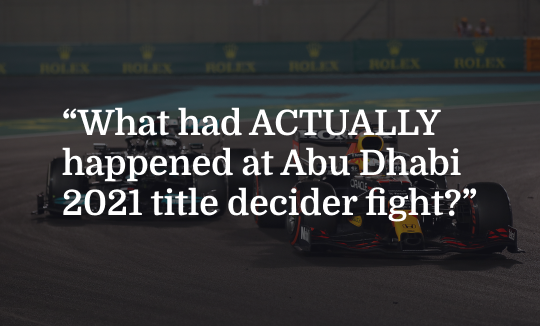 ROLEX ROLEX ROLEX ROLEX ROLEX ROLEX
“What had ACTUALLY
happened at Abu Dhabi
2021 title decider fight?”